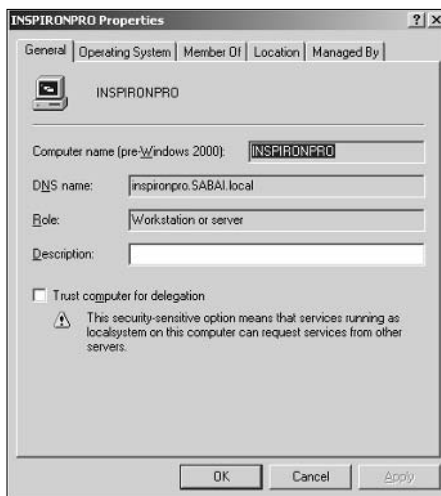 INSPIRONPRO Properties
General Operating System Member Of Location Managed By
INSPIRONPRO
Computer name (pre-Windows 2000): INSPIRONPRO
DNS name: inspironpro.SABAI.local
Role: Workstation or server
Description:
Trust computer for delegation
This security-sensitive option means that services running as
localsystem on this computer can request services from other
servers.
OK Cancel Apply